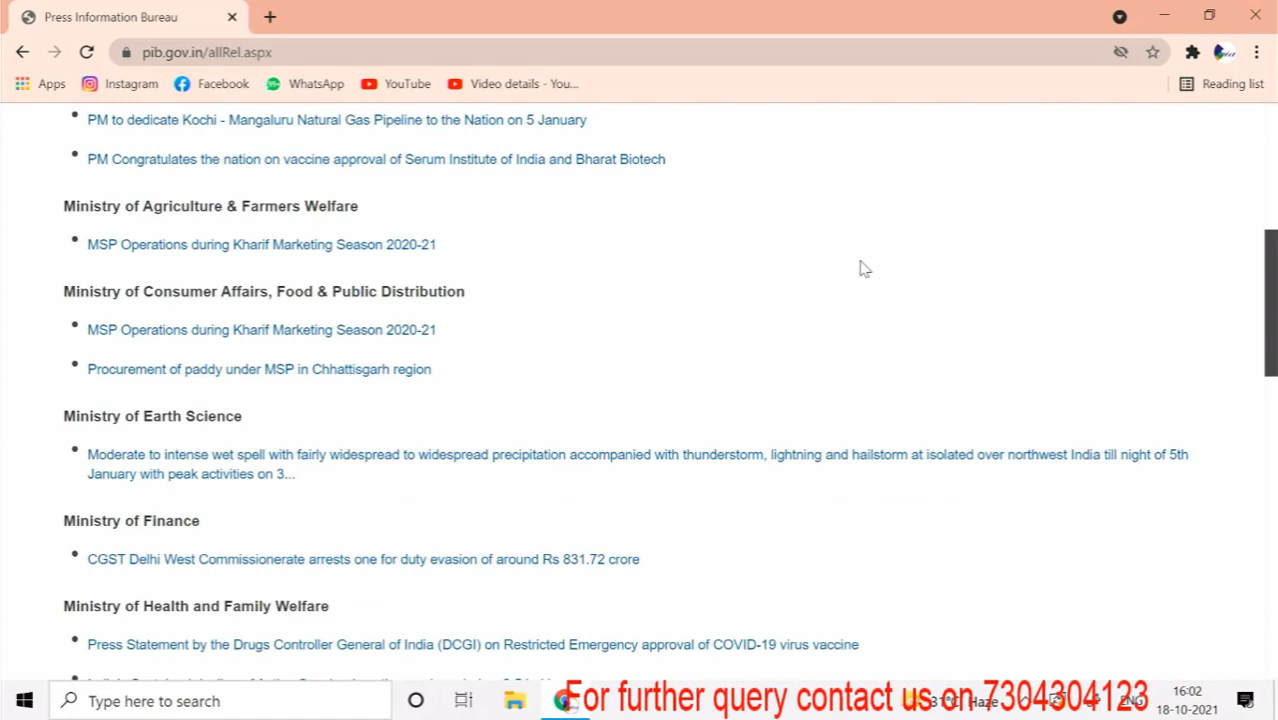 Press Information Bureau
pib.gov.in/allRel.aspx
Apps Instagram Facebook WhatsApp YouTube Video details - You... Reading list
PM to dedicate Kochi - Mangaluru Natural Gas Pipeline to the Nation on 5 January
PM Congratulates the nation on vaccine approval of Serum Institute of India and Bharat Biotech
Ministry of Agriculture & Farmers Welfare
MSP Operations during Kharif Marketing Season 2020-21
Ministry of Consumer Affairs, Food & Public Distribution
MSP Operations during Kharif Marketing Season 2020-21
Procurement of paddy under MSP in Chhattisgarh region
Ministry of Earth Science
Moderate to intense wet spell with fairly widespread to widespread precipitation accompanied with thunderstorm, lightning and hailstorm at isolated over northwest India till night of 5th
January with peak activities on 3...
Ministry of Finance
CGST Delhi West Commissionerate arrests one for duty evasion of around Rs 831.72 crore
Ministry of Health and Family Welfare
Press Statement by the Drugs Controller General of India (DCGI) on Restricted Emergency approval of COVID-19 virus vaccine
Type here to search
For further query contact us on 7304304123
31°C Haze ENG
16:02
18-10-2021